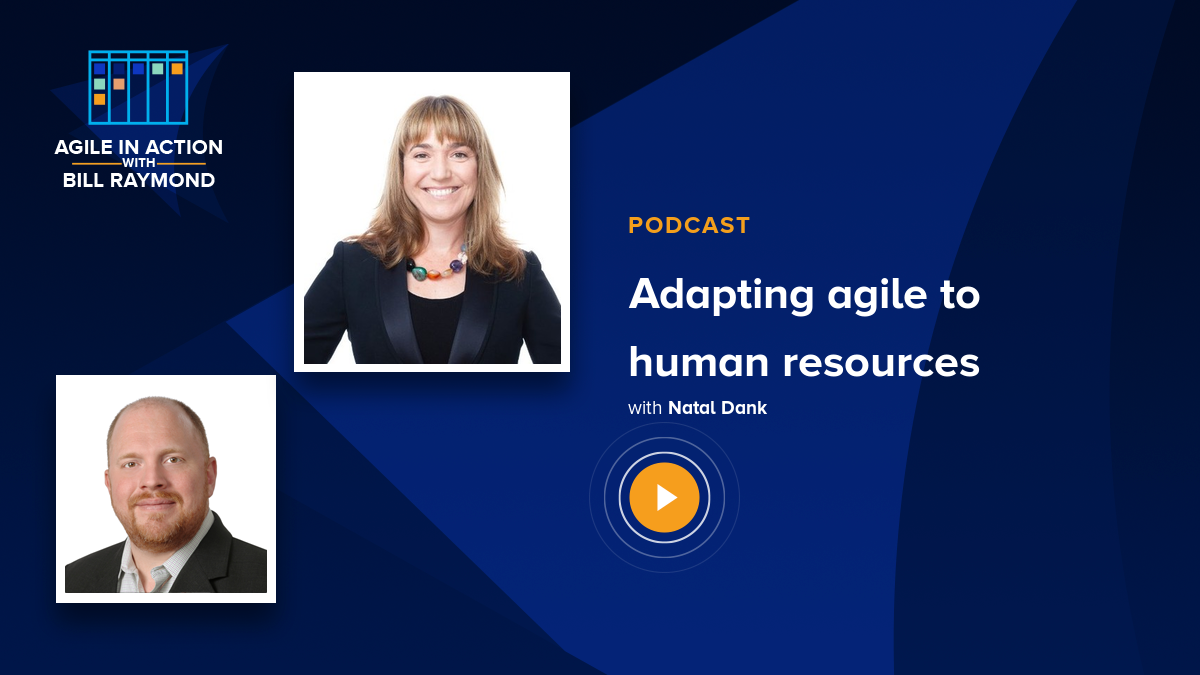 AGILE IN ACTION
WITH
BILL RAYMOND
PODCAST
Adapting agile to
human resources
with Natal Dank